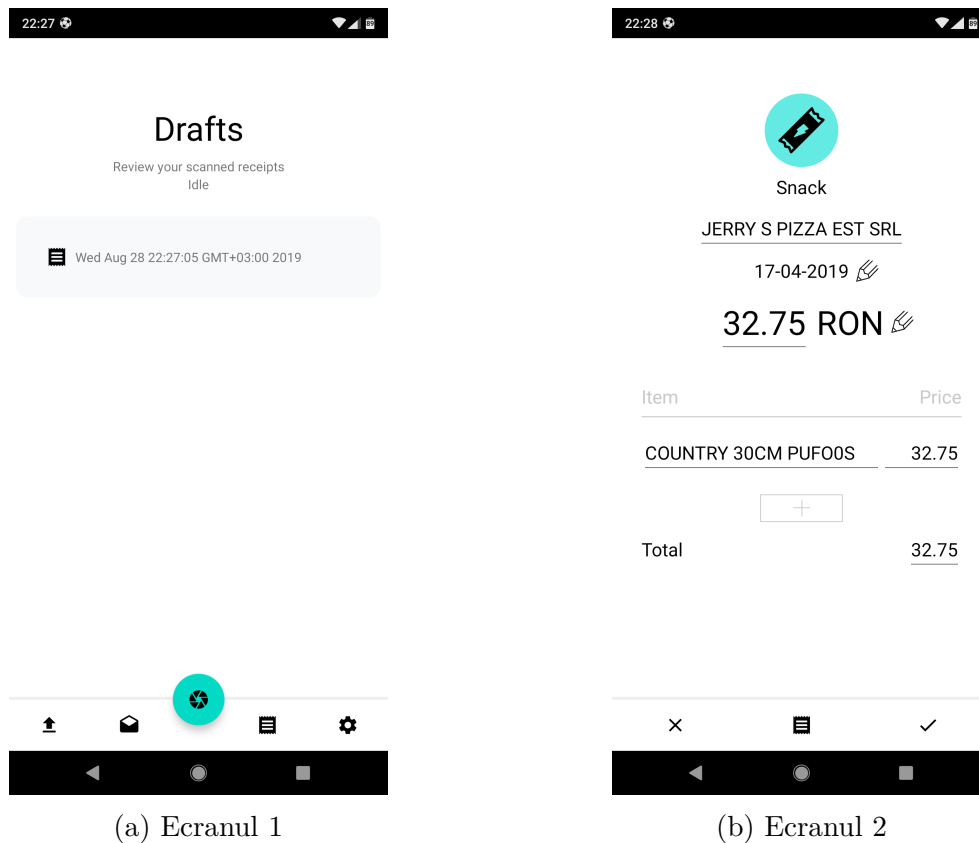 22:27
89
Drafts
Review your scanned receipts
Idle
Wed Aug 28 22:27:05 GMT+03:00 2019
(a) Ecranul 1
22:28
89
Snack
JERRY S PIZZA EST SRL
17-04-2019
32.75 RON
Item Price
COUNTRY 30CM PUFO0S 32.75
+
Total 32.75
(b) Ecranul 2